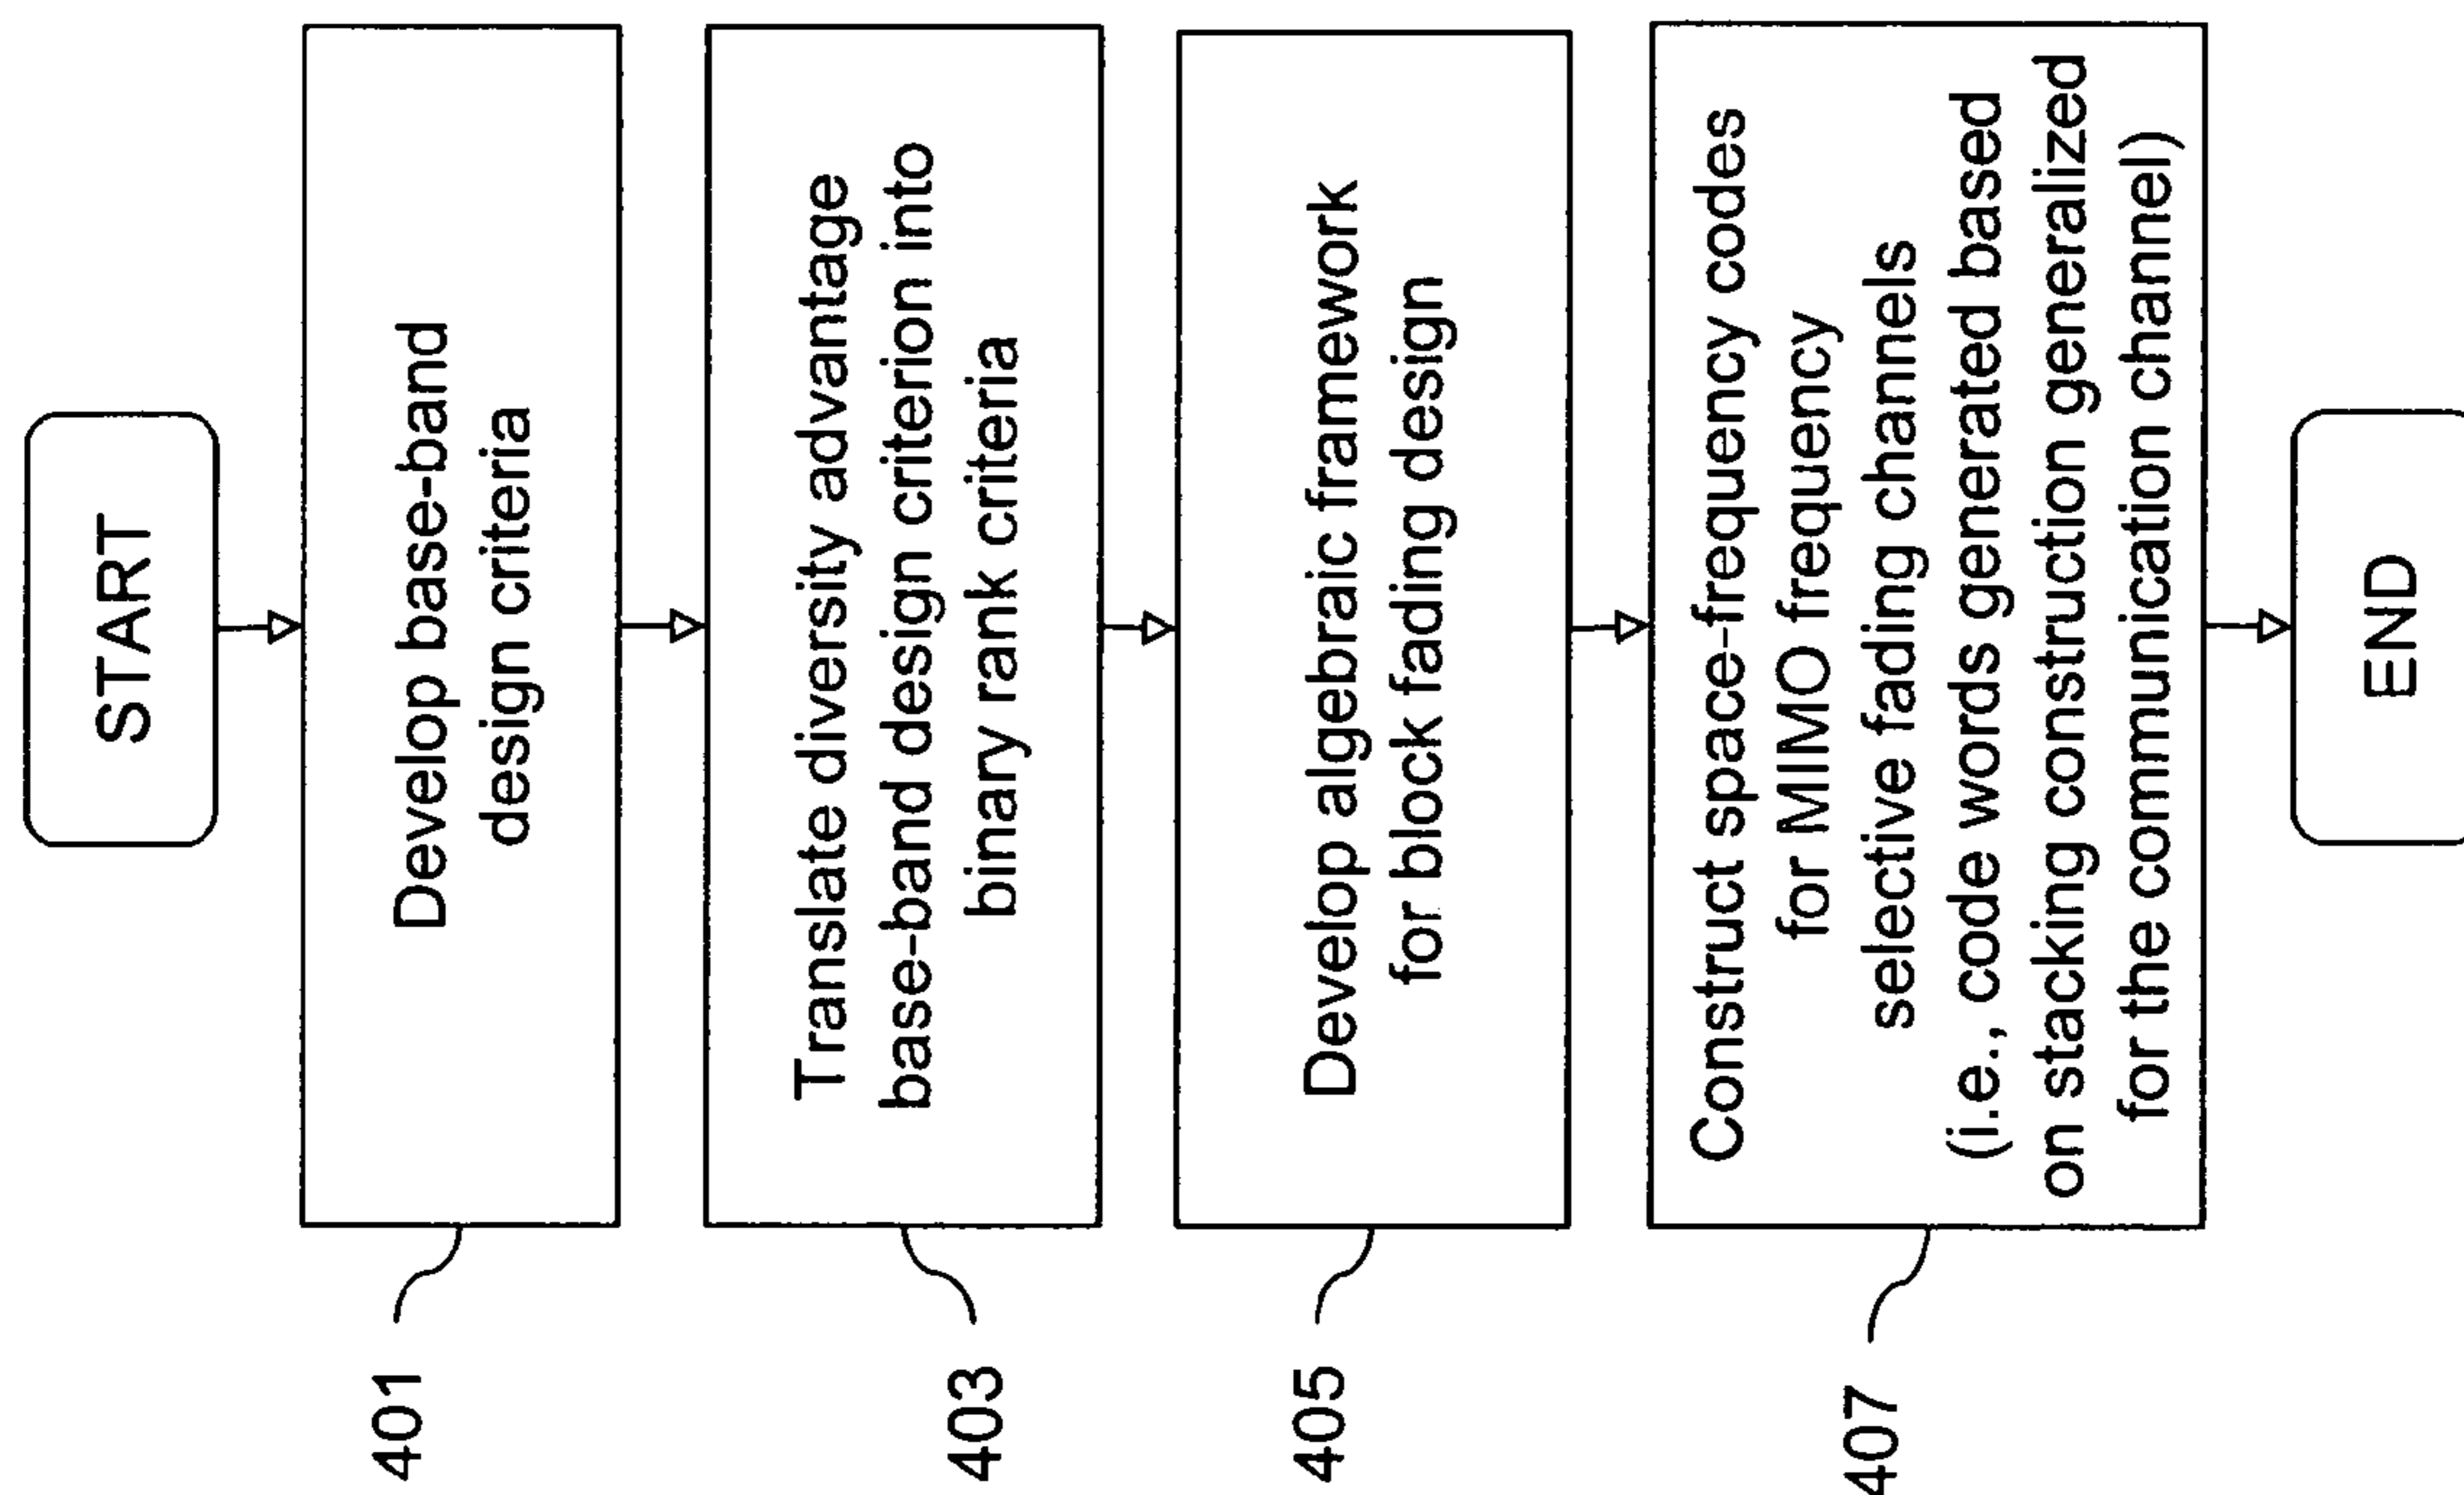 START
401
Develop base-band
design criteria
403
Translate diversity advantage
base-band design criterion into
binary rank criteria
405
Develop algebraic framework
for block fading design
407
Construct space-frequency codes
for MIMO frequency
selective fading channels
(i.e., code words generated based
on stacking construction generalized
for the communication channel)
END